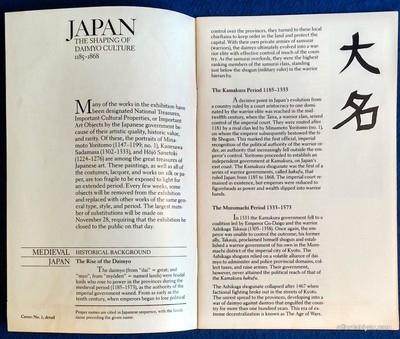 JAPAN
THE SHAPING OF
DAIMYO CULTURE
1185-1868
Many of the works in the exhibition have
been designated National Treasures,
Important Cultural Properties, or Important
Art Objects by the Japanese government be-
cause of their artistic quality, historic value,
and rarity. Of these, the portraits of Mina-
moto Yoritomo (1147-1199; no. 1), Kanesawa
Sadamasa (1302-1333), and Hōjō Sanetoki
(1224-1276) are among the great treasures of
Japanese art. These paintings, as well as all of
the costumes, lacquer, and works on silk or pa-
per, are too fragile to be exposed to light for
an extended period. Every few weeks, some
objects will be removed from the exhibition
and replaced with other works of the same gen-
eral type, style, and period. The largest num-
ber of substitutions will be made on
November 28, requiring that the exhibition be
closed to the public on that day.
MEDIEVAL
JAPAN
HISTORICAL BACKGROUND
The Rise of the Daimyo
The daimyo (from "dai" = great, and
"myo", from "myōden" = named lands) were feudal
lords who rose to power in the provinces during the
medieval period (1185-1573), as the authority of the
imperial government waned. From as early as the
tenth century, when emperors began to lose political
Cover: No. 1, detail
Proper names are cited in Japanese sequence, with the family
name preceding the given name.
control over the provinces, they turned to these local
chieftains to keep order in the land and protect the
capital. With their own private armies of samurai
(warriors), the daimyo ultimately evolved into a war-
rior elite with effective control of much of the coun-
try. As the samurai overlords, they were the highest
ranking members of the samurai class, standing
just below the shogun (military ruler) in the warrior
hierarchy.
The Kamakura Period 1185-1333
A decisive point in Japan's evolution from
a country ruled by a court aristocracy to one domi-
nated by the warrior elite was reached in the mid-
twelfth century, when the Taira, a warrior clan, seized
control of the imperial court. They were routed after
1181 by a rival clan led by Minamoto Yoritomo (no. 1),
on whom the emperor subsequently bestowed the ti-
tle Shogun. This marked the first official, imperial
recognition of the political authority of the warrior or-
der, an authority that increasingly fell outside the em-
peror's control. Yoritomo proceeded to establish an
independent government at Kamakura, on Japan's
east coast. The Kamakura shogunate was the first of a
series of warrior governments, called bakufu, that
ruled Japan from 1185 to 1868. The imperial court re-
mained in existence, but emperors were reduced to
figureheads as power and wealth slipped into warrior
hands.
The Muromachi Period 1333-1573
In 1333 the Kamakura government fell to a
coalition led by Emperor Go-Daigo and the warrior
Ashikaga Takauji (1305-1358). Once again, the em-
peror was unable to control the outcome; his former
ally, Takauji, proclaimed himself shogun and estab-
lished a warrior government of his own in the Muro-
machi district of the imperial city of Kyoto. The
Ashikaga shoguns relied on a volatile alliance of dai-
myo to administer and police provincial domains, col-
lect taxes, and raise armies. Their government,
however, never attained the political reach of that of
the Kamakura bakufu.
The Ashikaga shogunate collapsed after 1467 when
factional fighting broke out in the streets of Kyoto.
The unrest spread to the provinces, developing into a
war of daimyo against daimyo that engulfed the coun-
try for more than one hundred years. This era of ex-
treme decentralization is known as The Age of Wars.
大
名